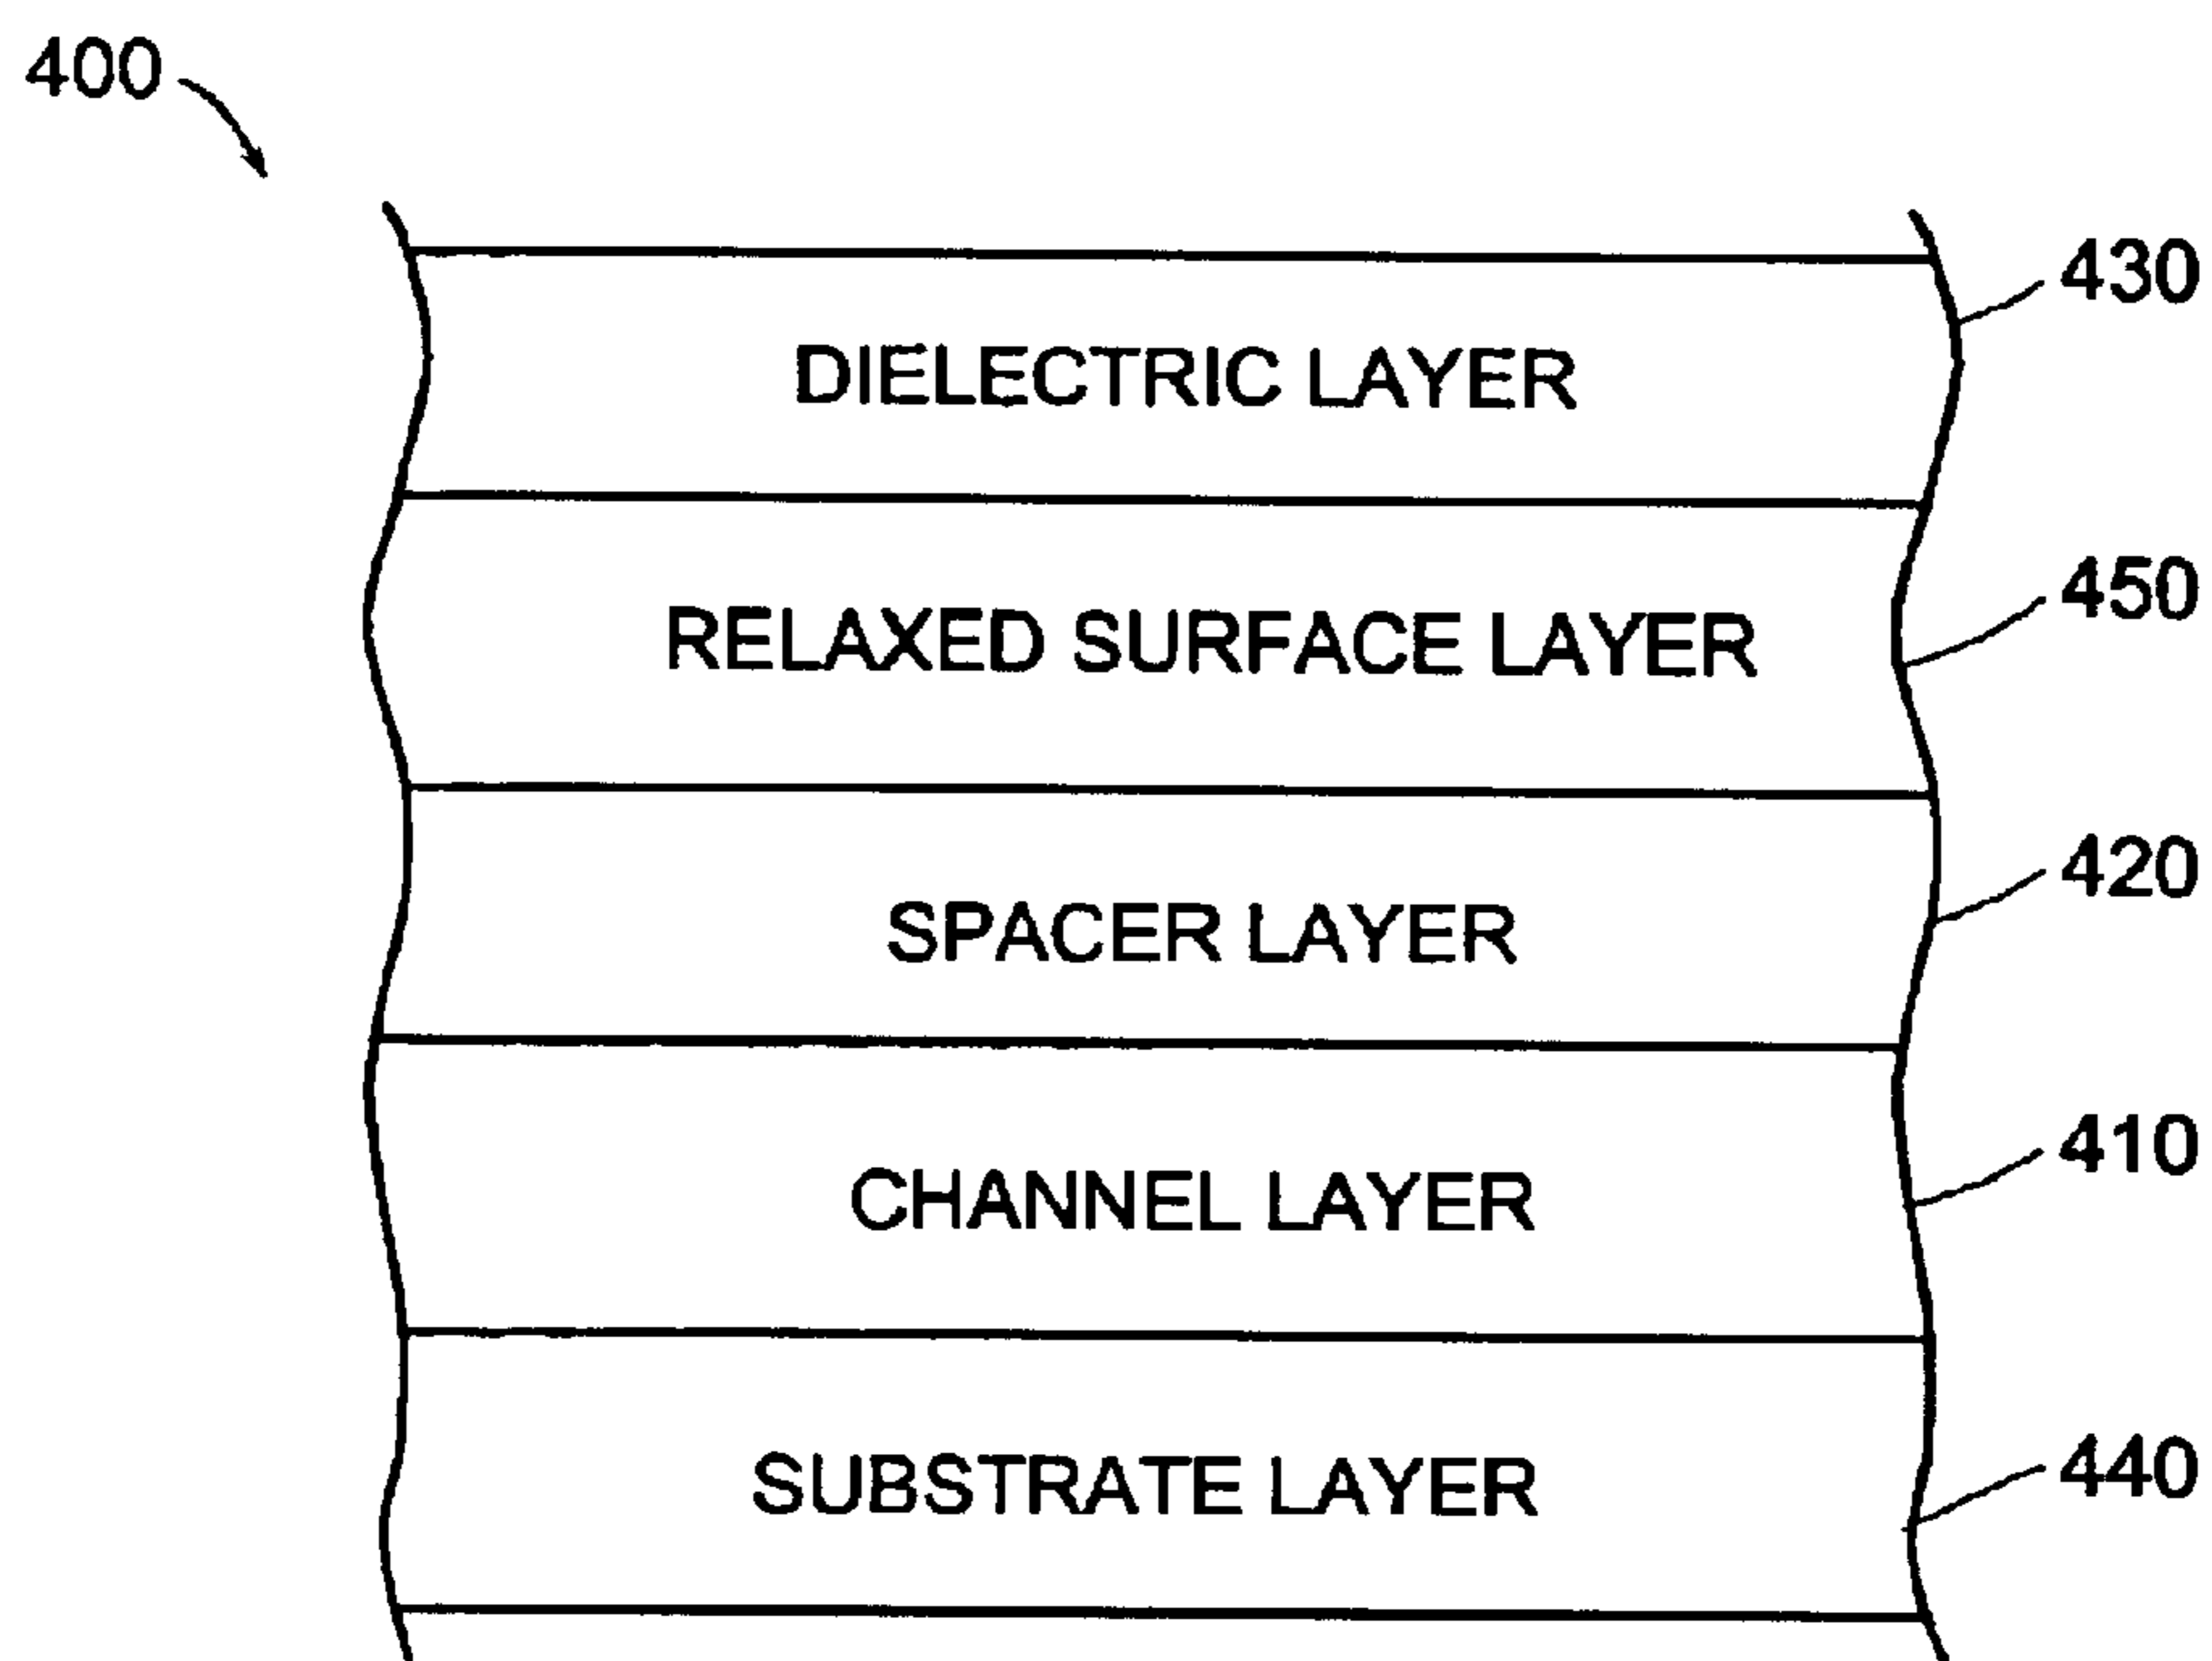 400
430
DIELECTRIC LAYER
450
RELAXED SURFACE LAYER
420
SPACER LAYER
410
CHANNEL LAYER
440
SUBSTRATE LAYER